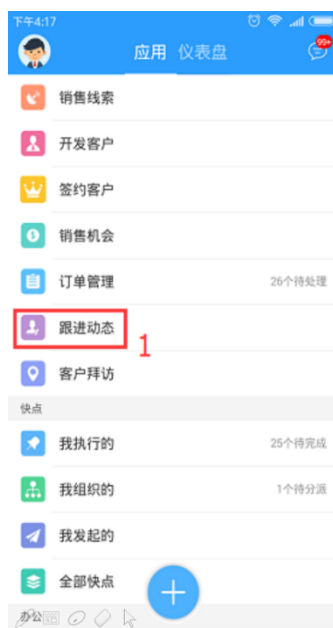 下午4:17
应用 仪表盘
99+
销售线索
开发客户
签约客户
销售机会
订单管理 26个待处理
跟进动态
1
客户拜访
快点
我执行的 25个待完成
我组织的 1个待分派
我发起的
全部快点
办公